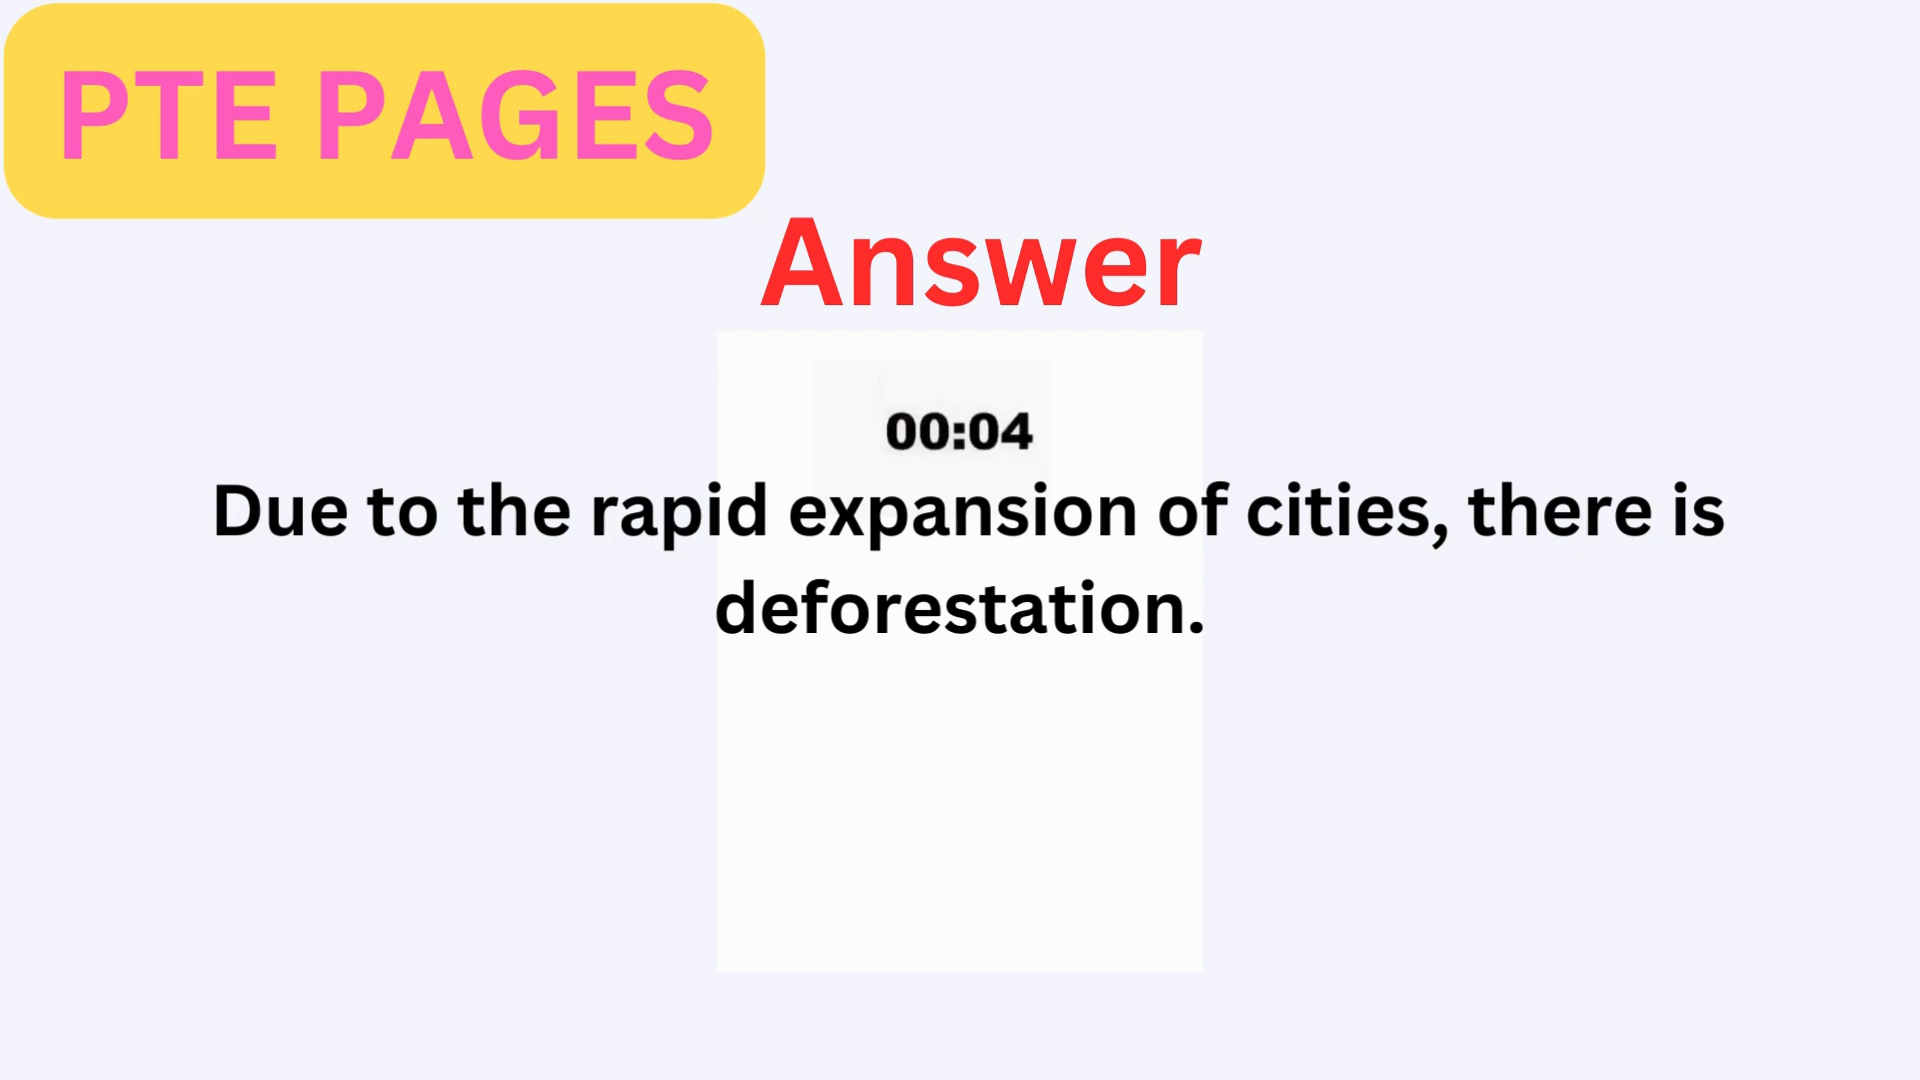 PTE PAGES
Answer
00:04
Due to the rapid expansion of cities, there is
deforestation.